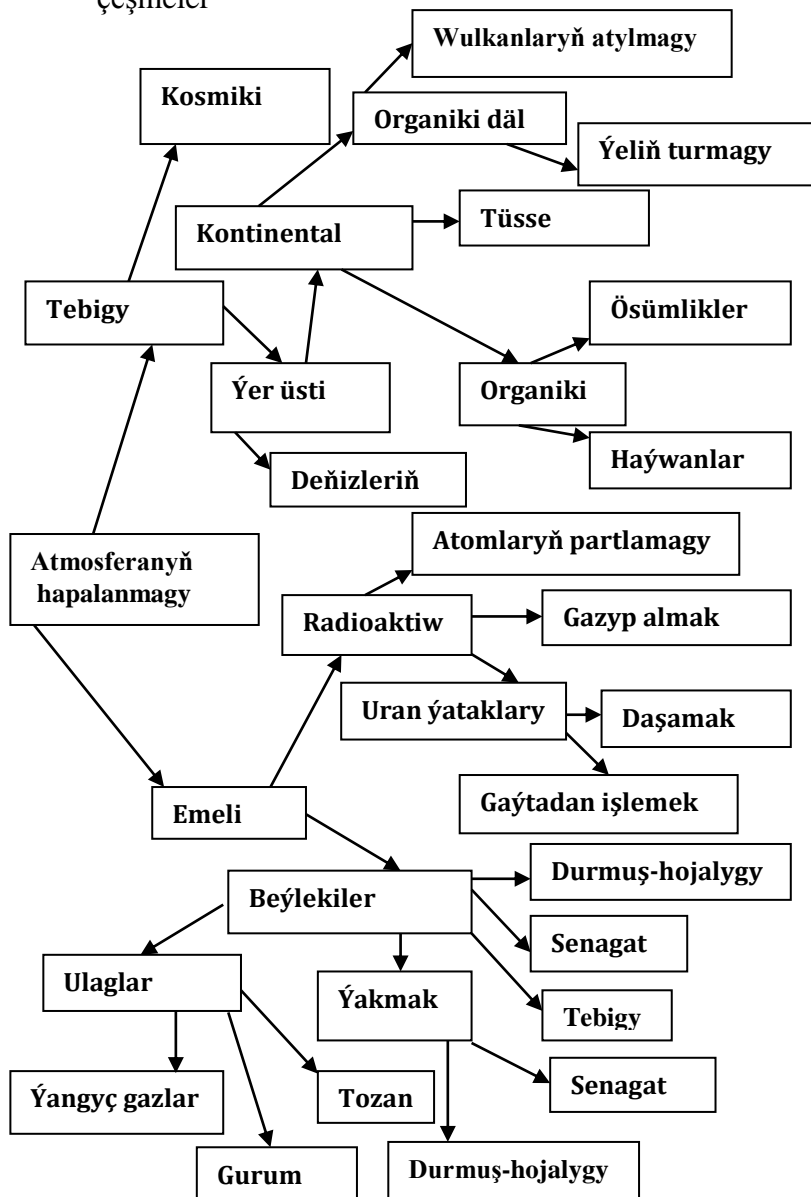 çeşmeler
Wulkanlaryň atylmagy
Kosmiki
Organiki däl
Ýeliň turmagy
Kontinental
Tüsse
Tebigy
Ösümlikler
Ýer üsti
Organiki
Haýwanlar
Deňizleriň
Atomlaryň partlamagy
Atmosferanyň
hapalanmagy
Radioaktiw
Gazyp almak
Uran ýataklary
Daşamak
Gaýtadan işlemek
Emeli
Durmuş-hojalygy
Beýlekiler
Senagat
Ulaglar
Ýakmak
Tebigy
Ýangyç gazlar
Tozan
Senagat
Gurum
Durmuş-hojalygy